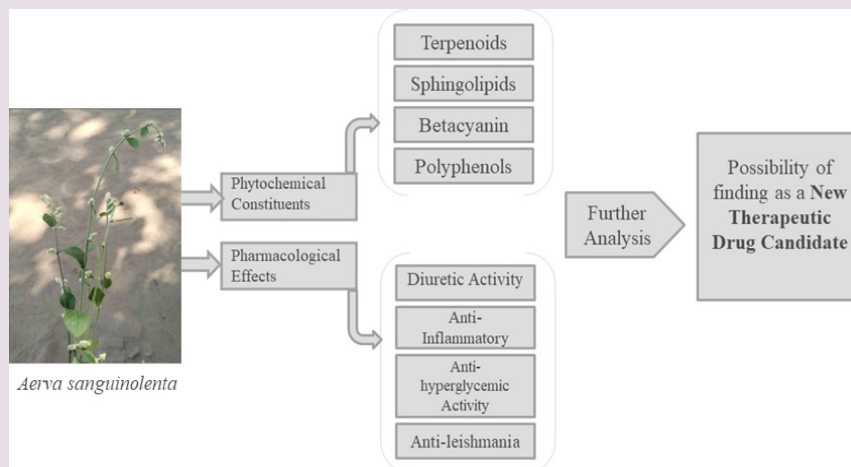 Terpenoids
Sphingolipids
Betacyanin
Polyphenols
Phytochemical
Constituents
Pharmacological
Effects
Diuretic Activity
Anti-
Inflammatory
Anti-
hyperglycemic
Activity
Anti-leishmania
Further
Analysis
Possibility of
finding as a New
Therapeutic
Drug Candidate
Aerva sanguinolenta